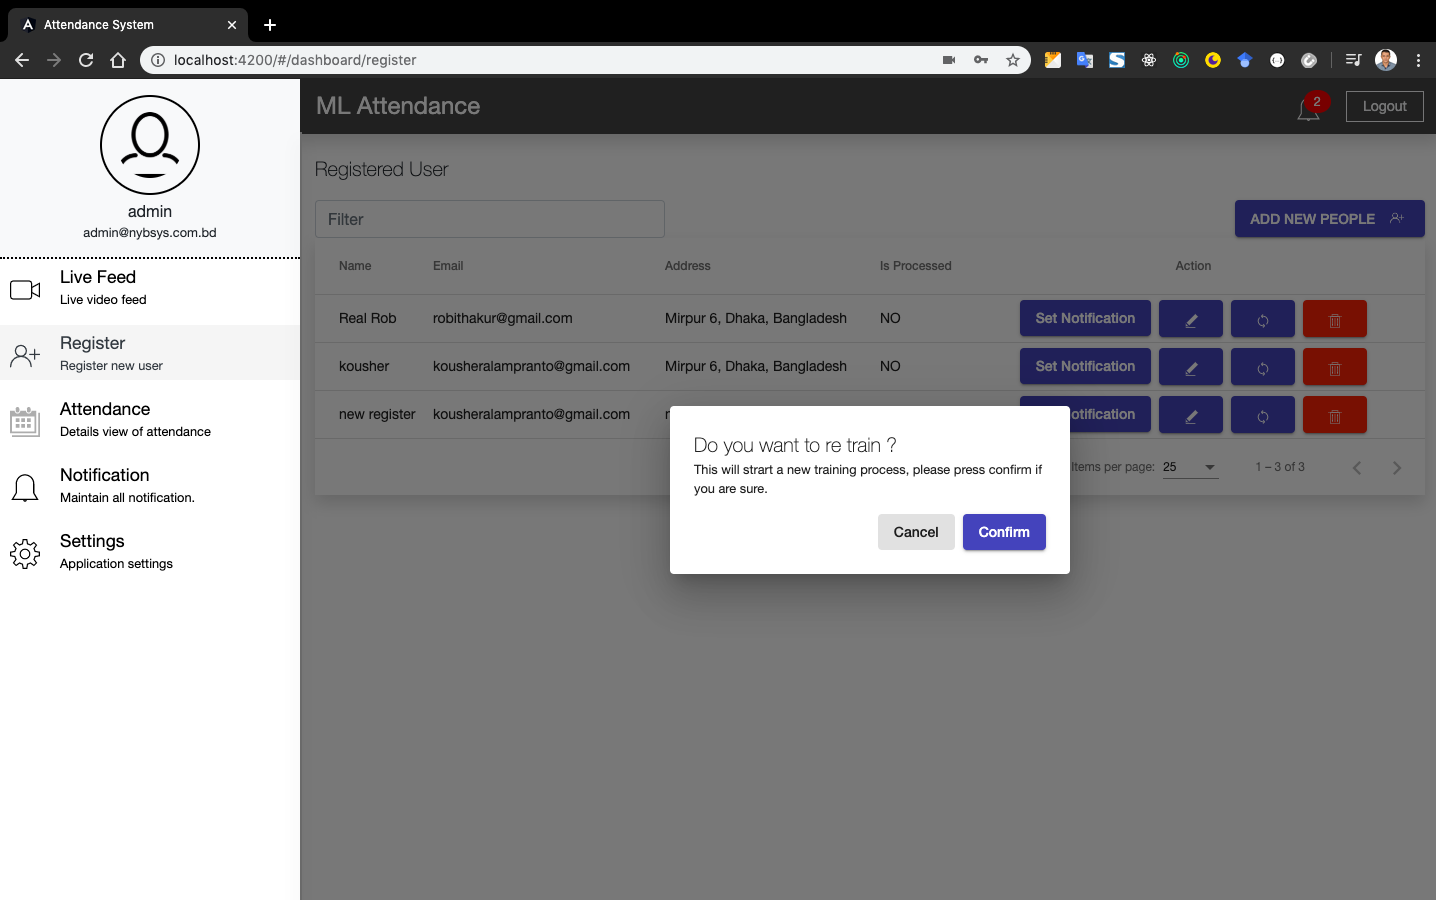 Attendance System
localhost:4200/#/dashboard/register
admin
admin@nybsys.com.bd
Live Feed
Live video feed
Register
Register new user
Attendance
Details view of attendance
Notification
Maintain all notification.
Settings
Application settings
ML Attendance
2
Logout
Registered User
Filter
ADD NEW PEOPLE
Name Email Address Is Processed Action
Real Rob robithakur@gmail.com Mirpur 6, Dhaka, Bangladesh NO Set Notification
kousher kousheralampranto@gmail.com Mirpur 6, Dhaka, Bangladesh NO Set Notification
new register kousheralampranto@gmail.com otification
Items per page: 25 1 – 3 of 3
Do you want to re train ?
This will strart a new training process, please press confirm if
you are sure.
Cancel Confirm